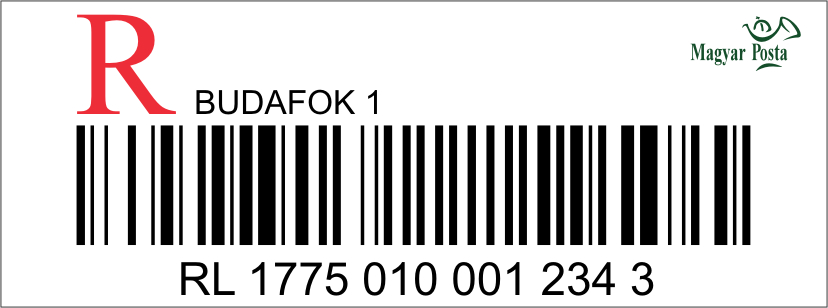 R
Magyar Posta
BUDAFOK 1
RL 1775 010 001 234 3